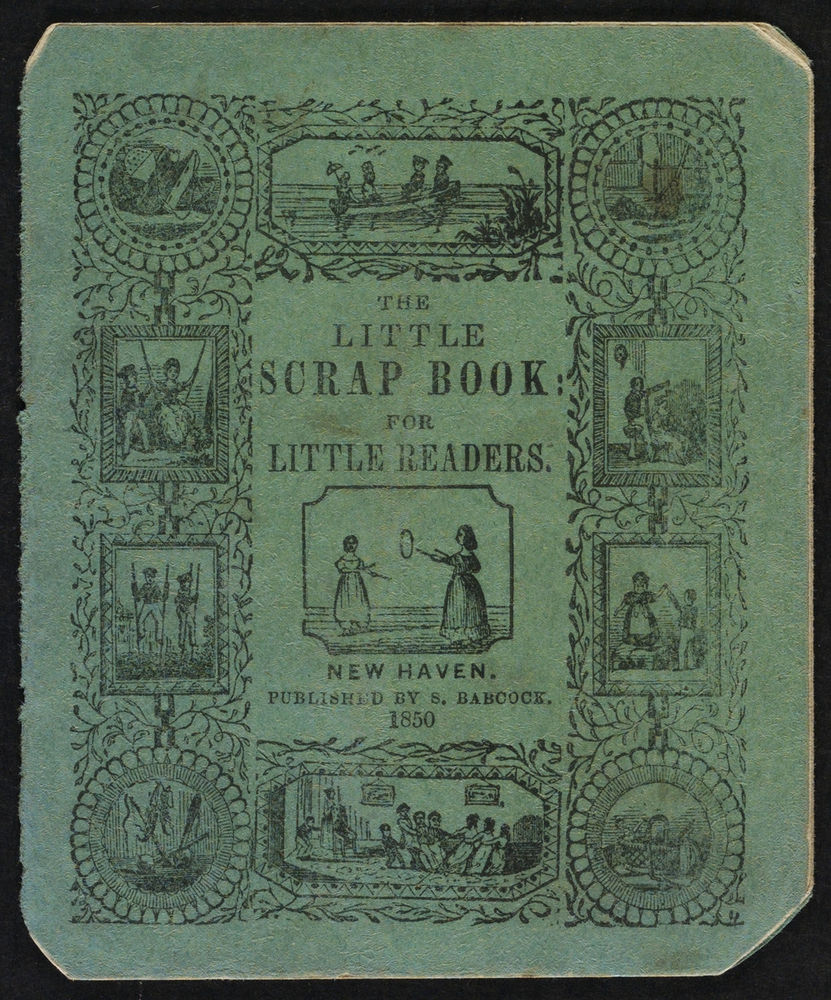 THE
LITTLE
SCRAP BOOK:
FOR
LITTLE READERS.
NEW HAVEN.
PUBLISHED BY S. BABCOCK.
1850